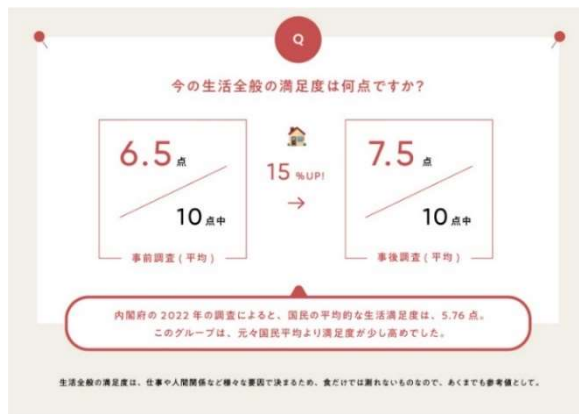 Q
今の生活全般の満足度は何点ですか?
6.5点
10点中
事前調査(平均)
15%UP!
→
7.5点
10点中
事後調査(平均)
内閣府の2022年の調査によると、国民の平均的な生活満足度は、5.76点。
このグループは、元々国民平均より満足度が少し高めでした。
生活全般の満足度は、仕事や人間関係など様々な要因で決まるため、食だけでは測れないものなので、あくまでも参考値として。